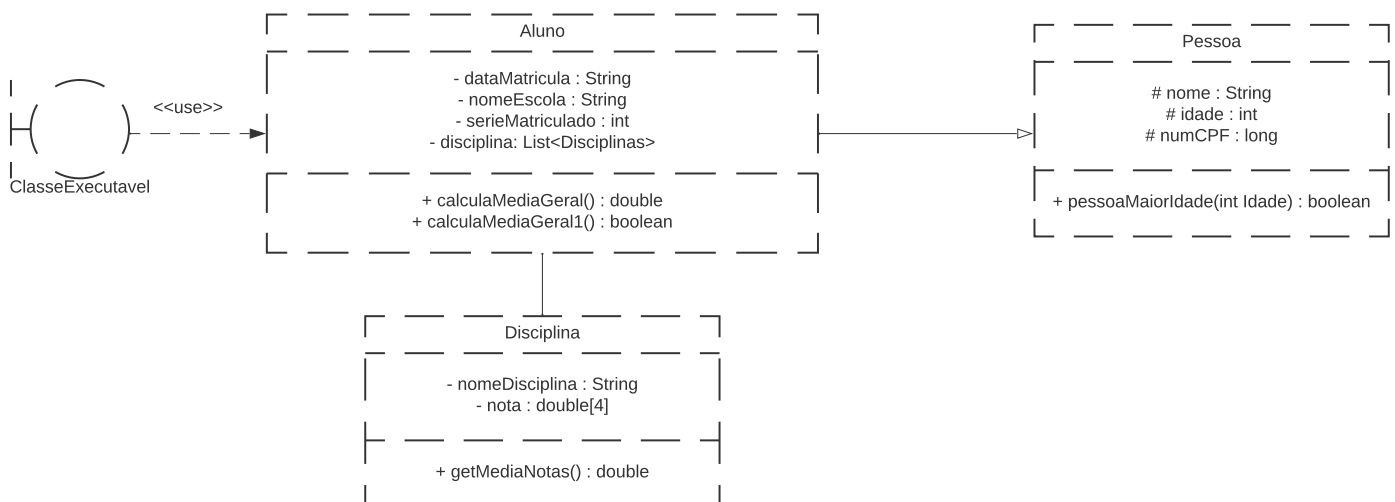 Aluno
- dataMatricula : String
- nomeEscola : String
- serieMatriculado : int
- disciplina: List<Disciplinas>
+ calculaMediaGeral() : double
+ calculaMediaGeral1() : boolean
Pessoa
# nome : String
# idade : int
# numCPF : long
+ pessoaMaiorIdade(int Idade) : boolean
<<use>>
ClasseExecutavel
Disciplina
- nomeDisciplina : String
- nota : double[4]
+ getMediaNotas() : double